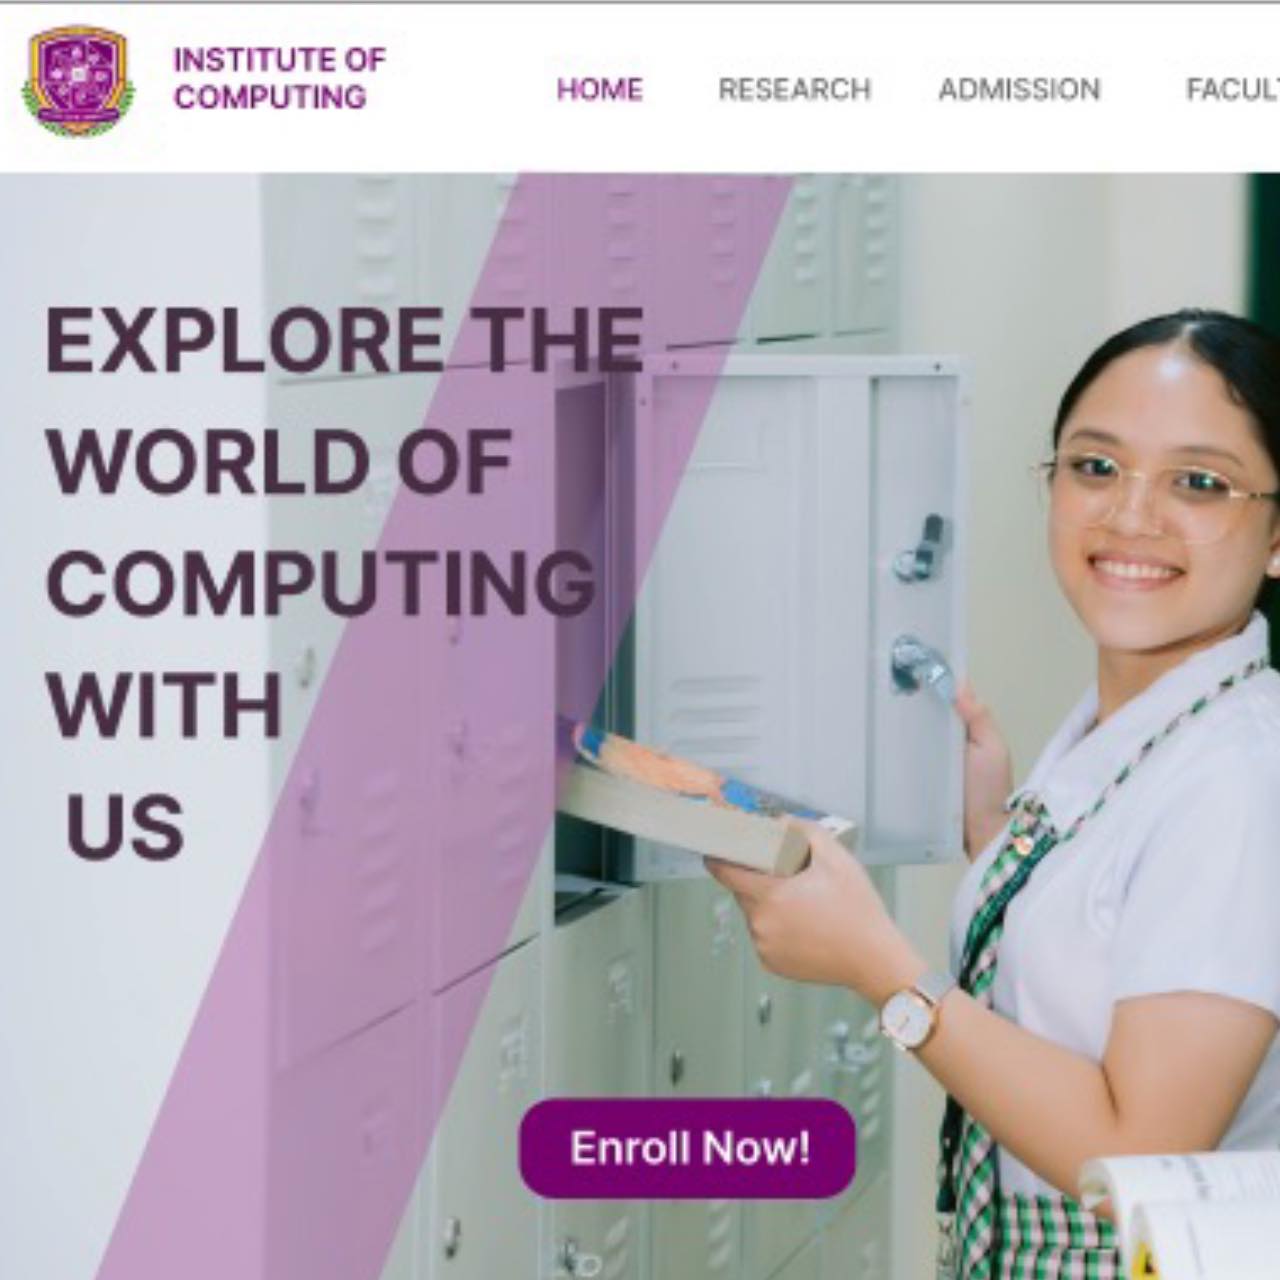 INSTITUTE OF
COMPUTING
HOME RESEARCH ADMISSION FACULT
EXPLORE THE
WORLD OF
COMPUTING
WITH
US
Enroll Now!